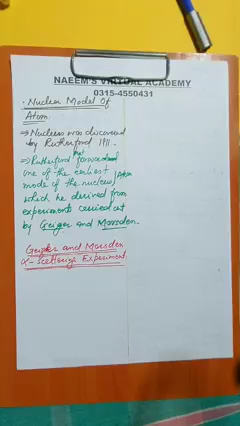 NAEEM'S VIRTUAL ACADEMY
0315-4550431
· Nuclear Model Of
Atom
⇒ Nucleus was discovered
by Rutherford 1911.
⇒ Rutherford put forward
one of the earliest
mode of the nuclear Atom
which he derived from
experiments carried out
by Geiger and Marsden.
Geiger and Marsden
α-Scattering Experiment